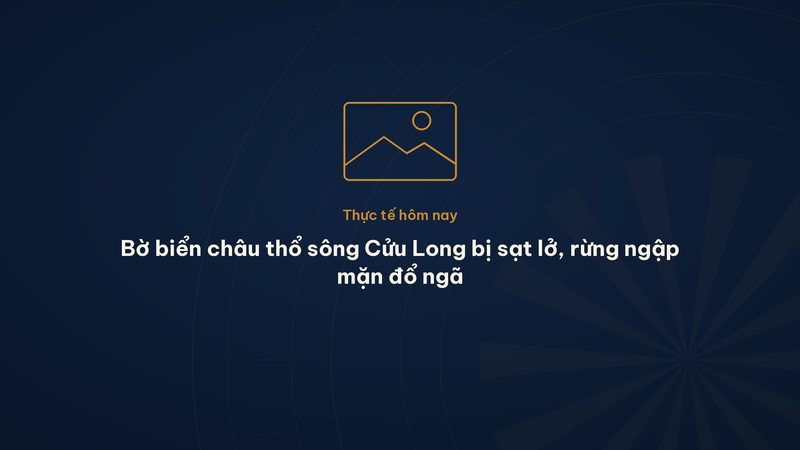 Thực tế hôm nay
Bờ biển châu thổ sông Cửu Long bị sạt lở, rừng ngập
mặn đổ ngã